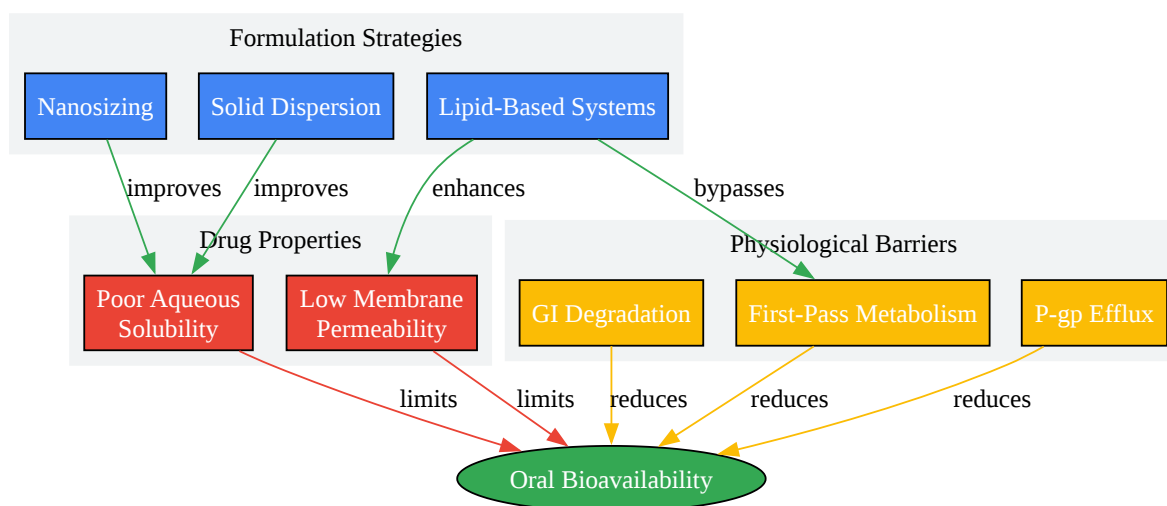 Formulation Strategies
Nanosizing
Solid Dispersion
Lipid-Based Systems
improves
improves
enhances
bypasses
Drug Properties
Physiological Barriers
Poor Aqueous
Solubility
Low Membrane
Permeability
GI Degradation
First-Pass Metabolism
P-gp Efflux
limits
limits
reduces
reduces
reduces
Oral Bioavailability